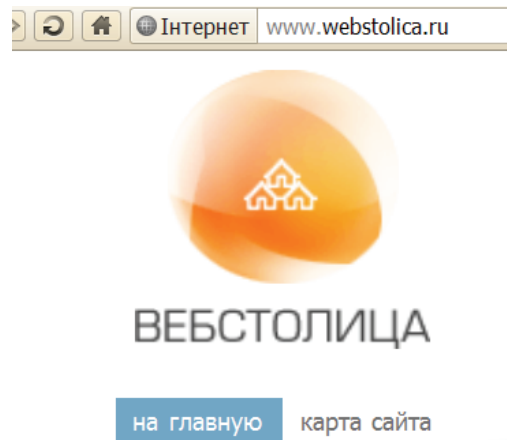 Інтернет www.webstolica.ru
ВЕБСТОЛИЦА
на главную карта сайта